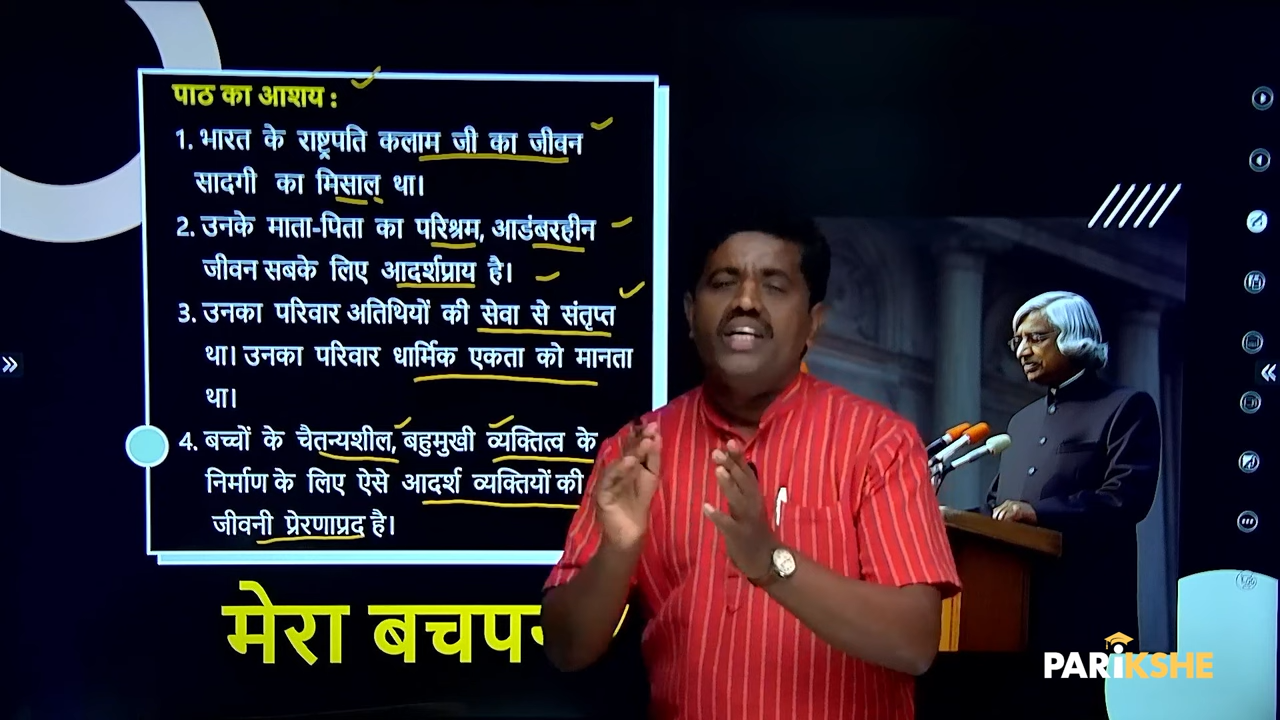 पाठ का आशय :
1. भारत के राष्ट्रपति कलाम जी का जीवन
सादगी का मिसाल था।
2. उनके माता-पिता का परिश्रम, आडंबरहीन
जीवन सबके लिए आदर्शप्राय है।
3. उनका परिवार अतिथियों की सेवा से संतृप्त
था। उनका परिवार धार्मिक एकता को मानता
था।
4. बच्चों के चैतन्यशील, बहुमुखी व्यक्तित्व के
निर्माण के लिए ऐसे आदर्श व्यक्तियों की
जीवनी प्रेरणाप्रद है।
मेरा बचपन
PARIKSHE